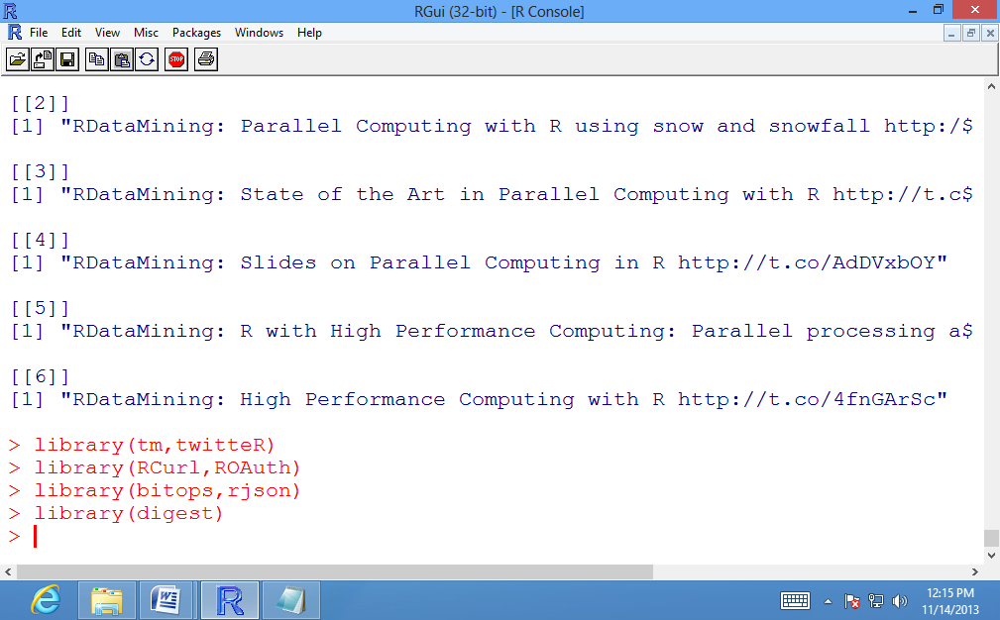 RGui (32-bit) - [R Console]
File Edit View Misc Packages Windows Help
STOP
[[2]]
[1] "RDataMining: Parallel Computing with R using snow and snowfall http:/$
[[3]]
[1] "RDataMining: State of the Art in Parallel Computing with R http://t.c$
[[4]]
[1] "RDataMining: Slides on Parallel Computing in R http://t.co/AdDVxbOY"
[[5]]
[1] "RDataMining: R with High Performance Computing: Parallel processing a$
[[6]]
[1] "RDataMining: High Performance Computing with R http://t.co/4fnGArSc"
> library(tm,twitteR)
> library(RCurl,ROAuth)
> library(bitops,rjson)
> library(digest)
>
12:15 PM
11/14/2013